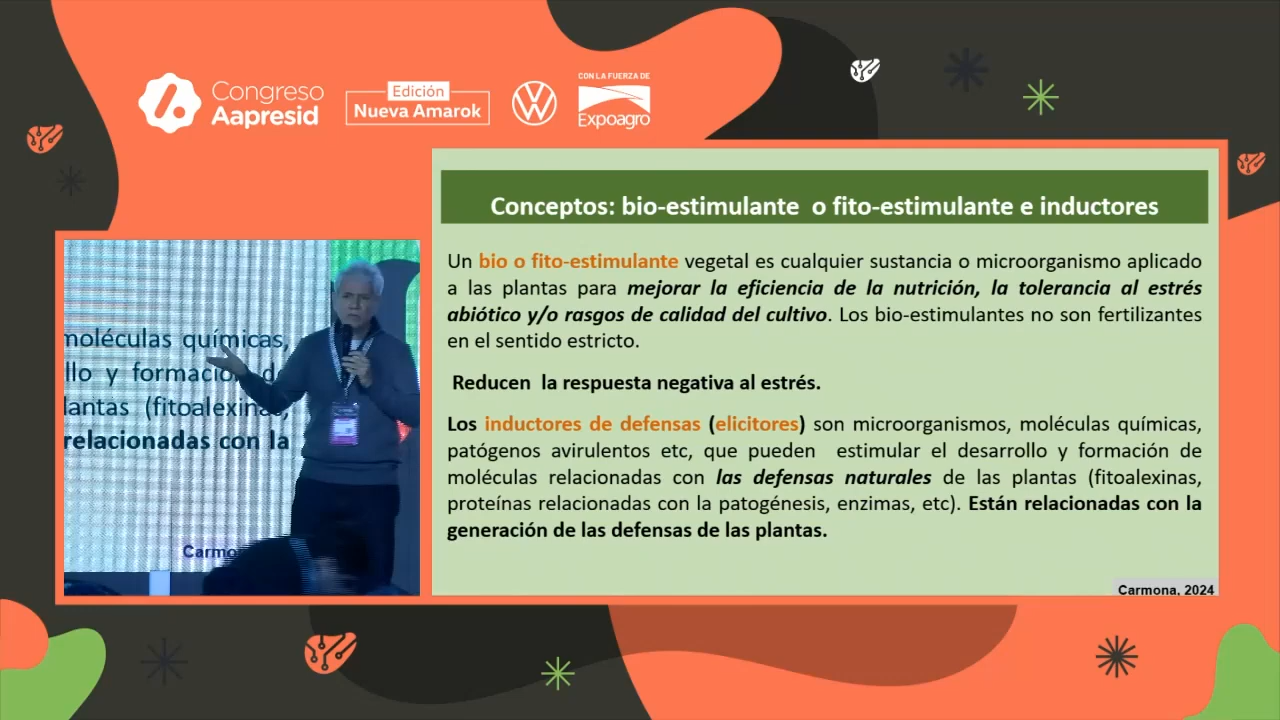 Congreso
Aapresid
Edición
Nueva Amarok
CON LA FUERZA DE
Expoagro
Conceptos: bio-estimulante o fito-estimulante e inductores
Un bio o fito-estimulante vegetal es cualquier sustancia o microorganismo aplicado
a las plantas para mejorar la eficiencia de la nutrición, la tolerancia al estrés
abiótico y/o rasgos de calidad del cultivo. Los bio-estimulantes no son fertilizantes
en el sentido estricto.
Reducen la respuesta negativa al estrés.
Los inductores de defensas (elicitores) son microorganismos, moléculas químicas,
patógenos avirulentos etc, que pueden estimular el desarrollo y formación de
moléculas relacionadas con las defensas naturales de las plantas (fitoalexinas,
proteínas relacionadas con la patogénesis, enzimas, etc). Están relacionadas con la
generación de las defensas de las plantas.
Carmona, 2024
moléculas químicas,
llo y formación de
lantas (fitoalexinas,
relacionadas con la
Carmo